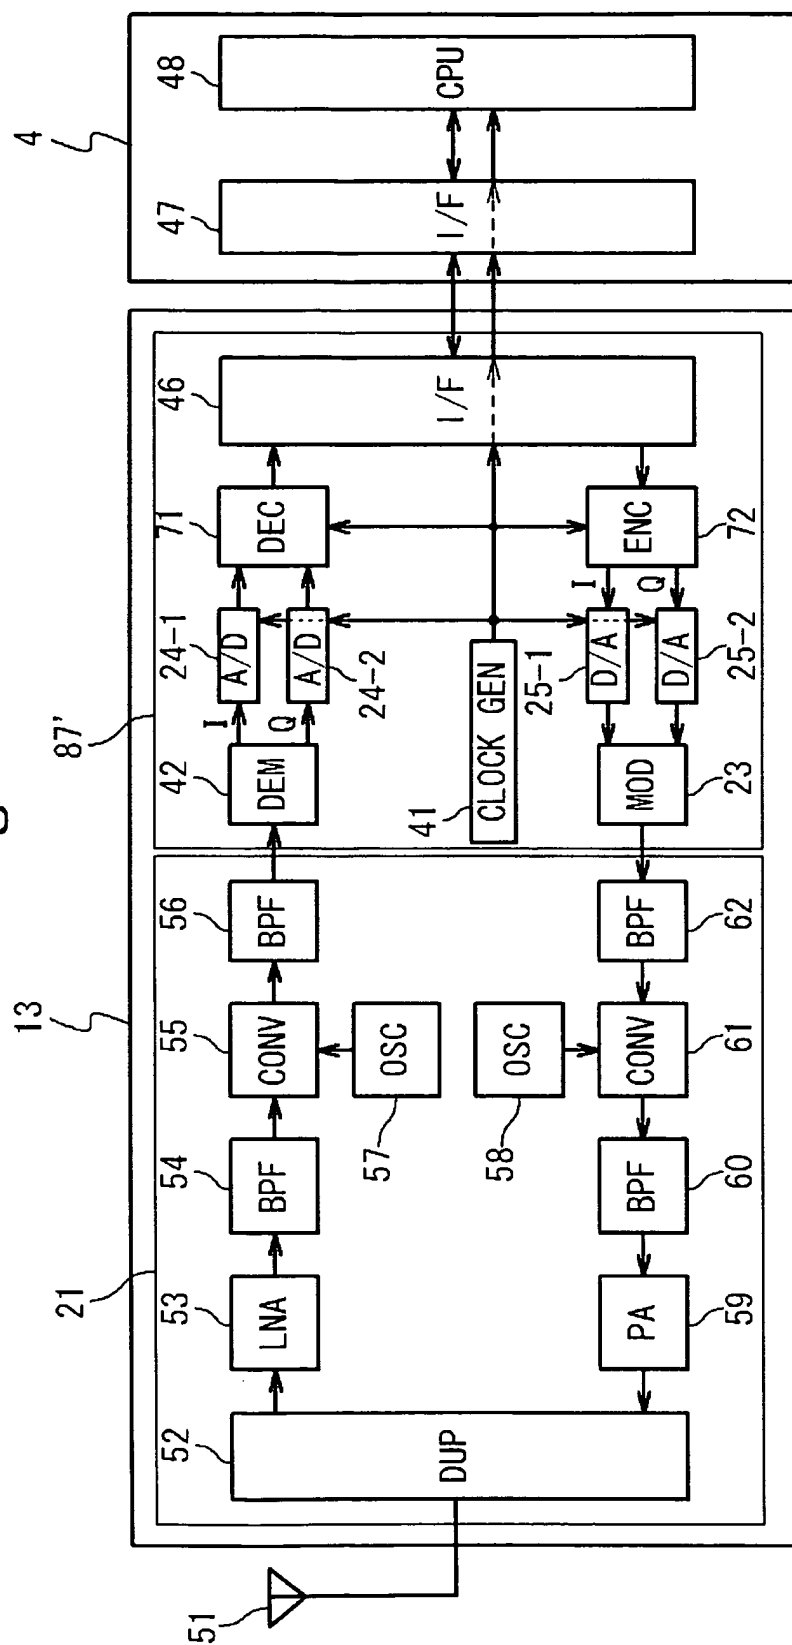 13 4
21 87'
52 53 54 55 56 42 24-1 71 46 47 48
51
I A/D
LNA BPF CONV BPF DEM DEC
Q A/D
24-2
57 OSC
DUP I/F I/F CPU
41 CLOCK GEN
58 OSC
25-1
D/A I
PA BPF CONV BPF MOD ENC
D/A Q
59 60 61 62 23 25-2 72